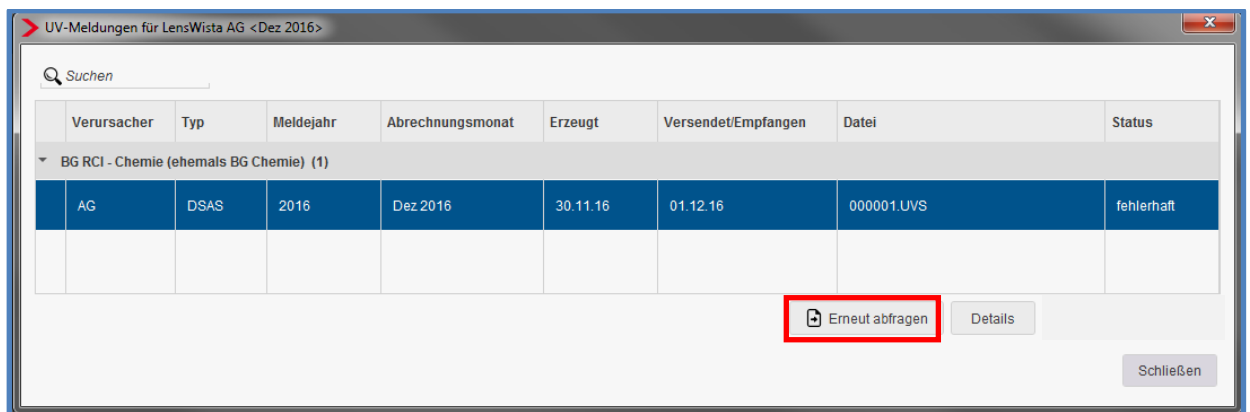 UV-Meldungen für LensWista AG <Dez 2016>
Suchen
Verursacher Typ Meldejahr Abrechnungsmonat Erzeugt Versendet/Empfangen Datei Status
BG RCI - Chemie (ehemals BG Chemie) (1)
AG DSAS 2016 Dez 2016 30.11.16 01.12.16 000001.UVS fehlerhaft
Erneut abfragen Details
Schließen